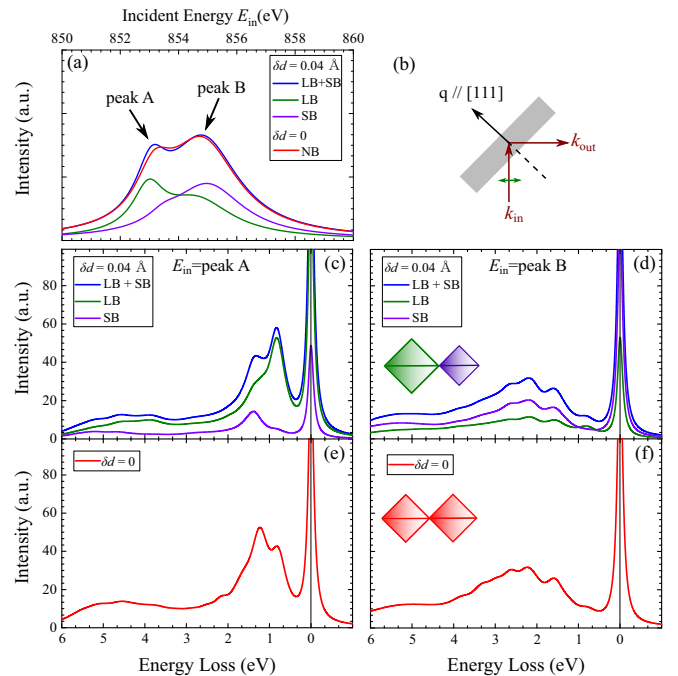 Incident Energy E_in(eV)
850 852 854 856 858 860
(a)
peak A
peak B
δd = 0.04 Å
LB+SB
LB
SB
δd = 0
NB
Intensity (a.u.)
(b)
q // [111]
k_out
k_in
(c)
δd = 0.04 Å
LB + SB
LB
SB
E_in=peak A
Intensity (a.u.)
80
60
40
20
0
(d)
δd = 0.04 Å
LB + SB
LB
SB
E_in=peak B
(e)
δd = 0
Intensity (a.u.)
80
60
40
20
0
6 5 4 3 2 1 0
Energy Loss (eV)
(f)
δd = 0
6 5 4 3 2 1 0
Energy Loss (eV)